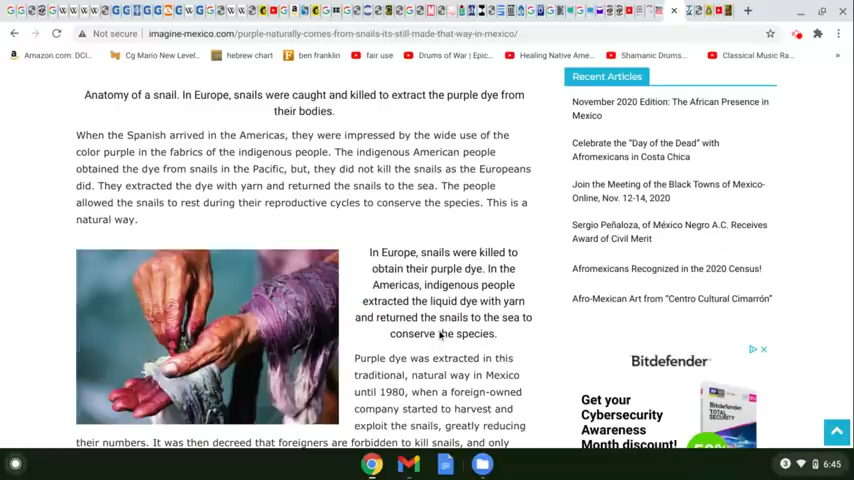 Not secure
imagine-mexico.com/purple-naturally-comes-from-snails-its-still-made-that-way-in-mexico/
Amazon.com: DCI...
Cg Mario New Level...
hebrew chart
ben franklin
fair use
Drums of War | Epic...
Healing Native Ame...
Shamanic Drums...
Classical Music Ra...
»
Anatomy of a snail. In Europe, snails were caught and killed to extract the purple dye from
their bodies.
When the Spanish arrived in the Americas, they were impressed by the wide use of the
color purple in the fabrics of the indigenous people. The indigenous American people
obtained the dye from snails in the Pacific, but, they did not kill the snails as the Europeans
did. They extracted the dye with yarn and returned the snails to the sea. The people
allowed the snails to rest during their reproductive cycles to conserve the species. This is a
natural way.
In Europe, snails were killed to
obtain their purple dye. In the
Americas, indigenous people
extracted the liquid dye with yarn
and returned the snails to the sea to
conserve the species.
Purple dye was extracted in this
traditional, natural way in Mexico
until 1980, when a foreign-owned
company started to harvest and
exploit the snails, greatly reducing
their numbers. It was then decreed that foreigners are forbidden to kill snails, and only
Recent Articles
November 2020 Edition: The African Presence in
Mexico
Celebrate the "Day of the Dead" with
Afromexicans in Costa Chica
Join the Meeting of the Black Towns of Mexico-
Online, Nov. 12-14, 2020
Sergio Peñaloza, of México Negro A.C. Receives
Award of Civil Merit
Afromexicans Recognized in the 2020 Census!
Afro-Mexican Art from "Centro Cultural Cimarrón"
Bitdefender
Get your
Cybersecurity
Awareness
Month discount!
Bitdefender
TOTAL
SECURITY
3
6:45